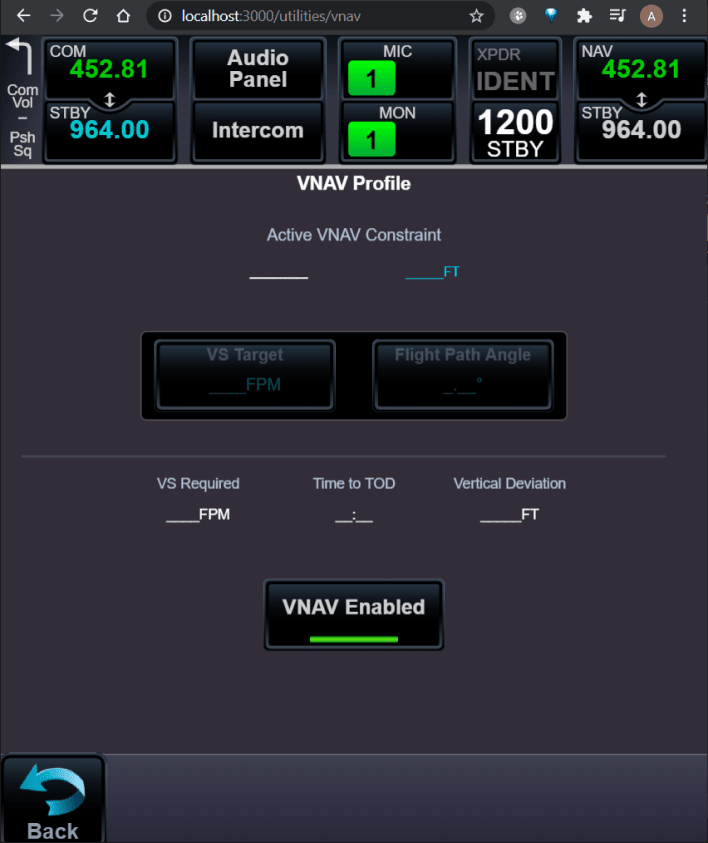 localhost:3000/utilities/vnav
A
Com
Vol
–
Psh
Sq
COM
452.81
STBY
964.00
Audio
Panel
Intercom
MIC
1
MON
1
XPDR
IDENT
1200
STBY
NAV
452.81
STBY
964.00
VNAV Profile
Active VNAV Constraint
_____ ____FT
VS Target Flight Path Angle
____FPM _.__°
VS Required Time to TOD Vertical Deviation
____FPM __:__ _____FT
VNAV Enabled
Back